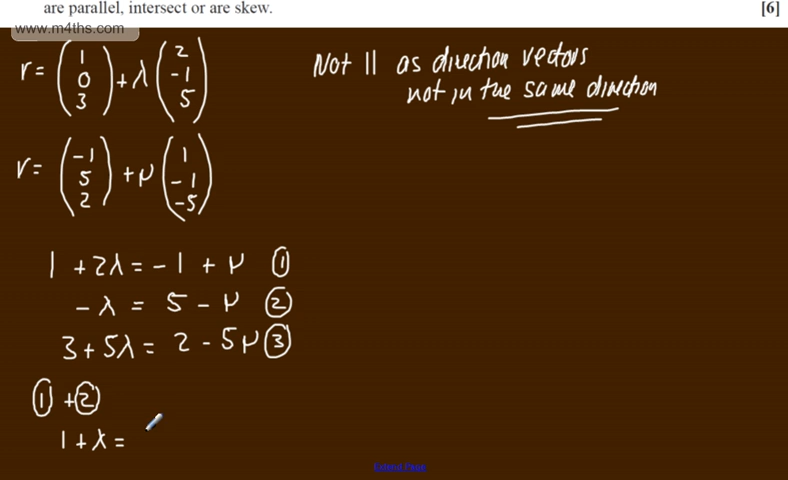 are parallel, intersect or are skew. [6]
www.m4ths.com
r = (1 0 3) + λ (2 -1 5)
Not || as direction vectors
not in the same direction
r = (-1 5 2) + μ (1 -1 -5)
1 + 2λ = -1 + μ ①
-λ = 5 - μ ②
3 + 5λ = 2 - 5μ ③
① + ②
1 + λ =